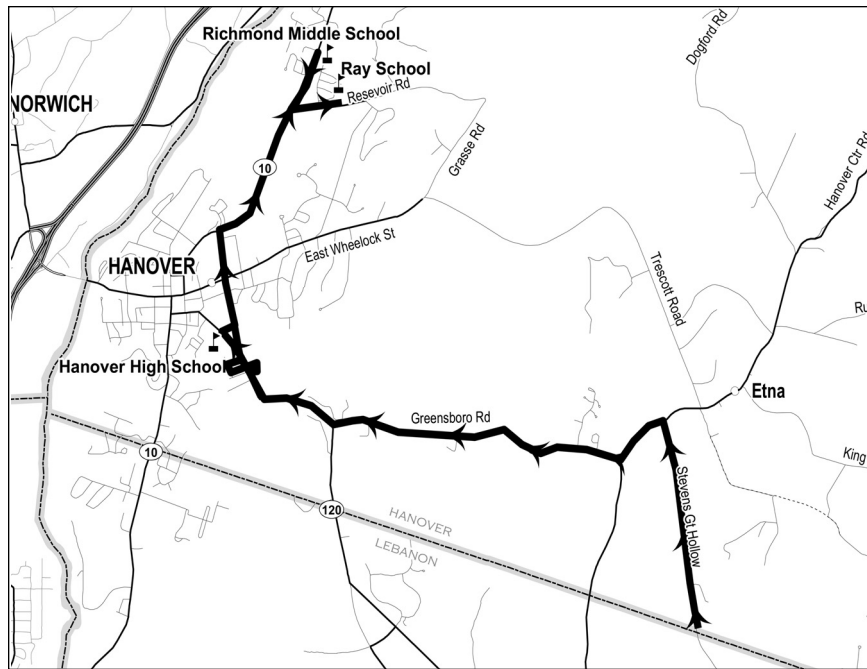 Richmond Middle School
Dogford Rd
Ray School
Resevoir Rd
NORWICH
Grasse Rd
Hanover Ctr Rd
10
East Wheelock St
HANOVER
Trescott Road
Ru
Hanover High School
Etna
Greensboro Rd
10
King
Stevens Gt Hollow
120
HANOVER
LEBANON